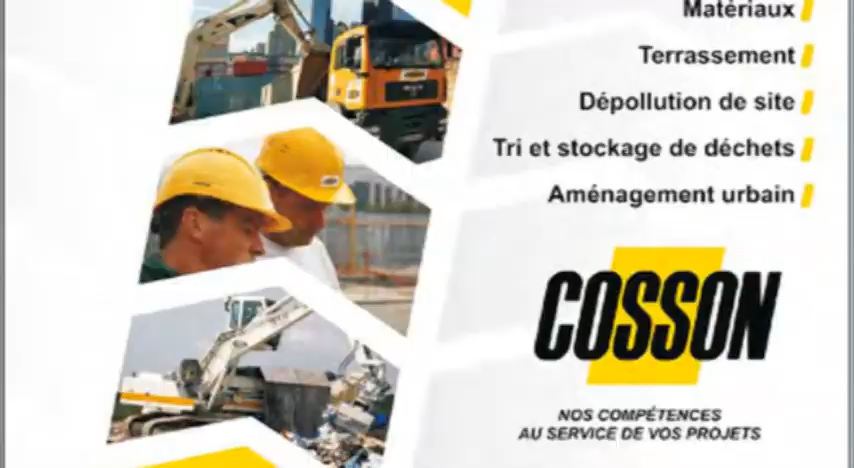 Matériaux
Terrassement
Dépollution de site
Tri et stockage de déchets
Aménagement urbain
COSSON
NOS COMPÉTENCES
AU SERVICE DE VOS PROJETS